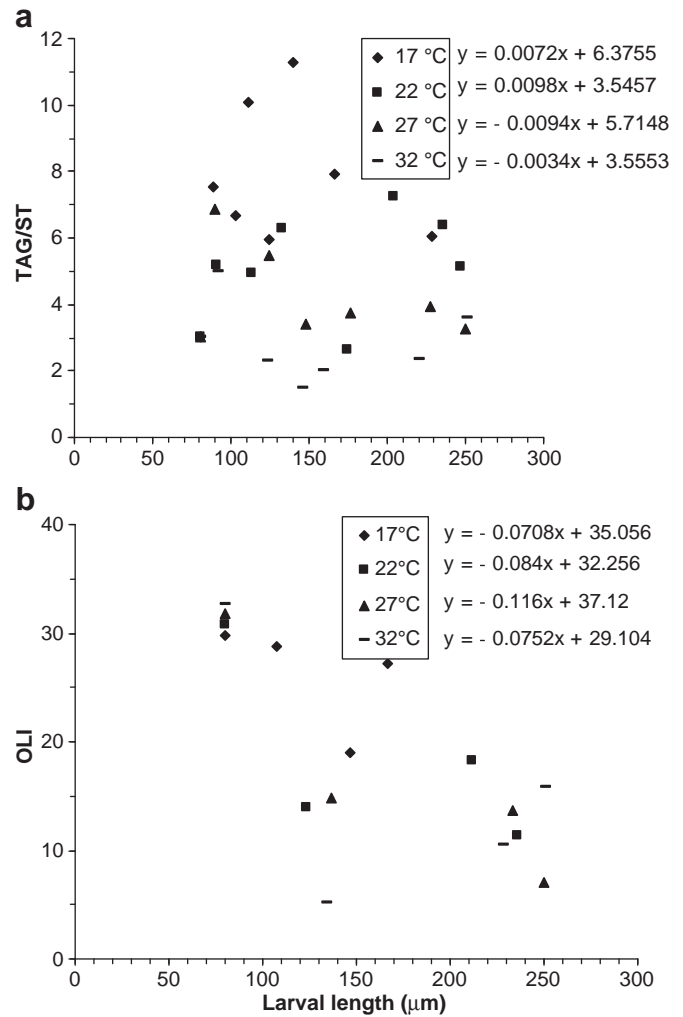 a
12
10
8
6
4
2
0
TAG/ST
17 °C y = 0.0072x + 6.3755
22 °C y = 0.0098x + 3.5457
27 °C y = - 0.0094x + 5.7148
32 °C y = - 0.0034x + 3.5553
0 50 100 150 200 250 300
b
40
30
20
10
0
OLI
17°C y = - 0.0708x + 35.056
22°C y = - 0.084x + 32.256
27°C y = - 0.116x + 37.12
32°C y = - 0.0752x + 29.104
0 50 100 150 200 250 300
Larval length (μm)